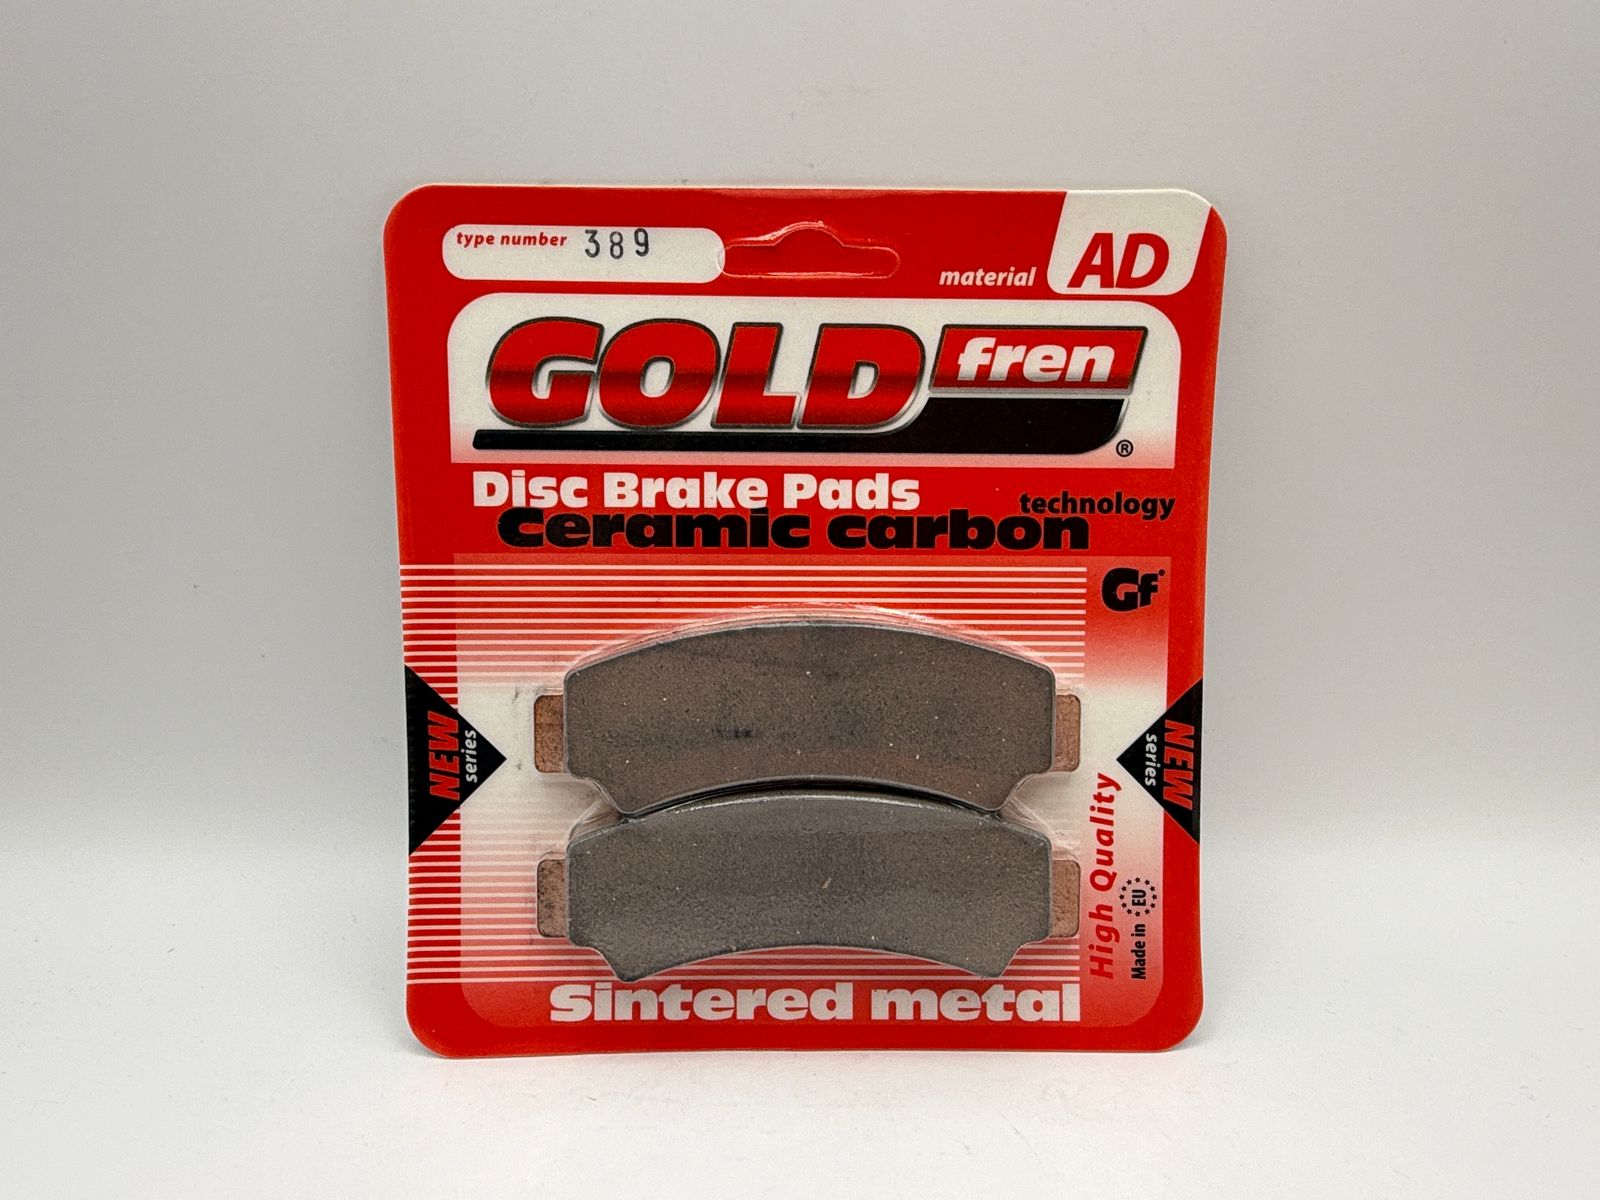 type number 389
material AD
GOLD fren ®
Disc Brake Pads
Ceramic carbon technology
Gf
NEW
series
NEW
series
High Quality
Made in EU
Sintered metal